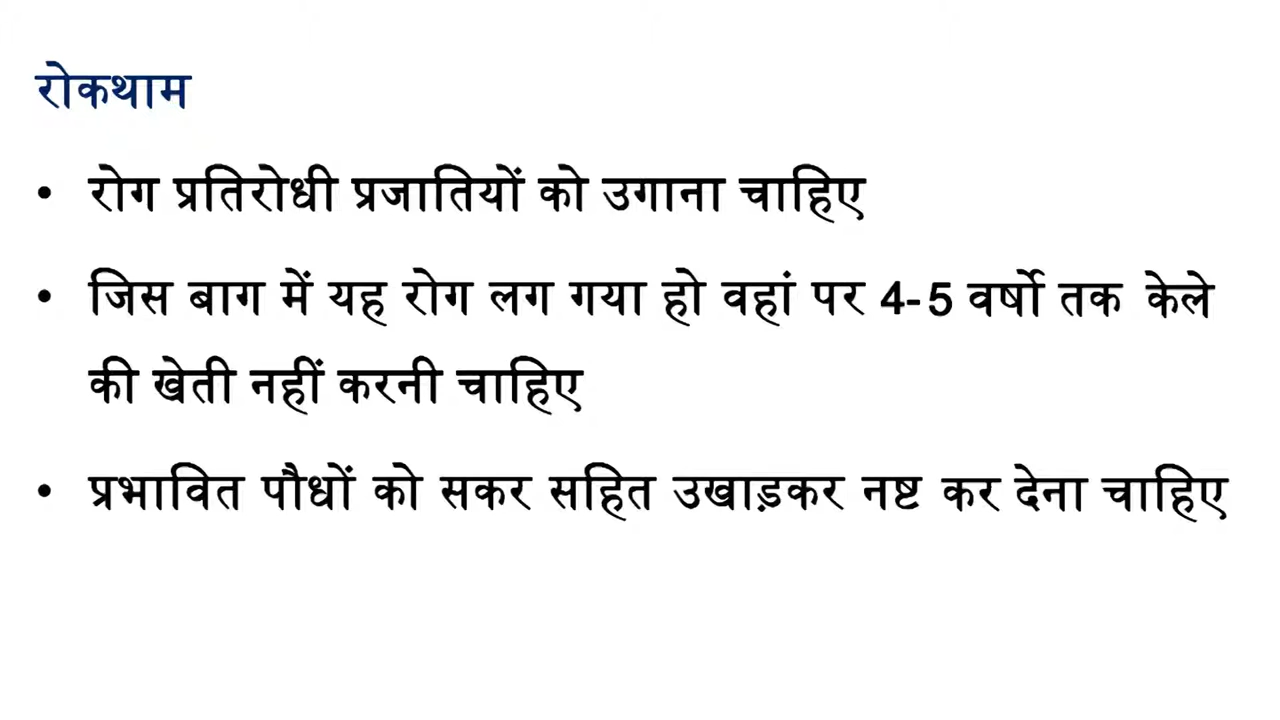 रोकथाम
• रोग प्रतिरोधी प्रजातियों को उगाना चाहिए
• जिस बाग में यह रोग लग गया हो वहां पर 4-5 वर्षो तक केले
की खेती नहीं करनी चाहिए
• प्रभावित पौधों को सकर सहित उखाड़कर नष्ट कर देना चाहिए